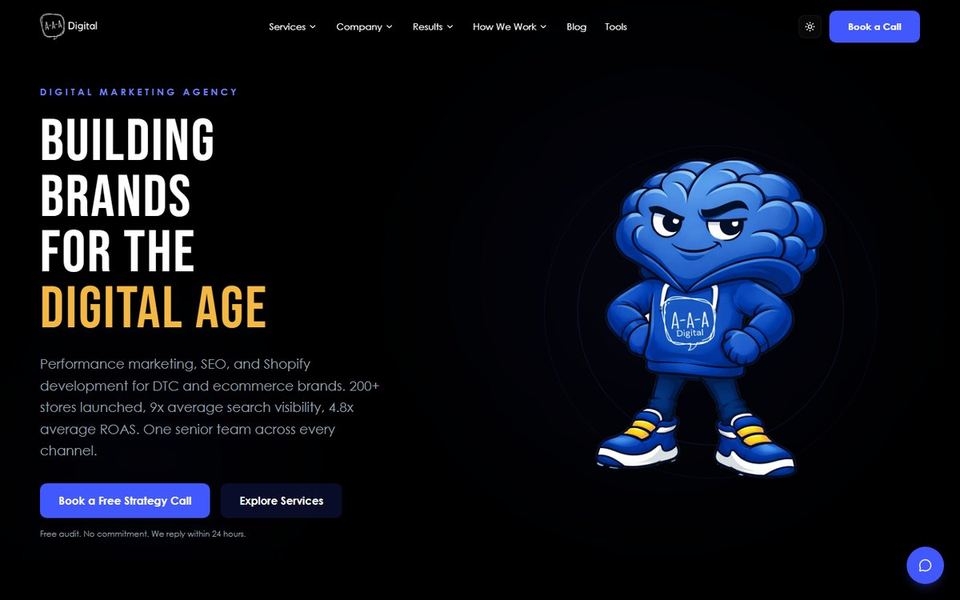 A-A-A Digital
Services
Company
Results
How We Work
Blog
Tools
Book a Call
DIGITAL MARKETING AGENCY
BUILDING
BRANDS
FOR THE
DIGITAL AGE
Performance marketing, SEO, and Shopify
development for DTC and ecommerce brands. 200+
stores launched, 9x average search visibility, 4.8x
average ROAS. One senior team across every
channel.
Book a Free Strategy Call
Explore Services
Free audit. No commitment. We reply within 24 hours.
A-A-A
Digital